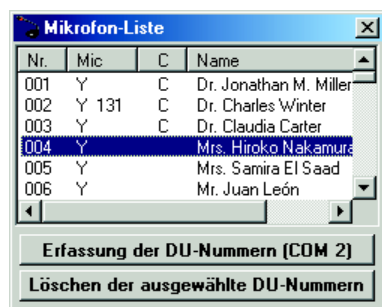 Mikrofon-Liste
Nr. Mic C Name
001 Y C Dr. Jonathan M. Miller
002 Y 131 C Dr. Charles Winter
003 Y C Dr. Claudia Carter
004 Y Mrs. Hiroko Nakamura
005 Y Mrs. Samira El Saad
006 Y Mr. Juan León
Erfassung der DU-Nummern (COM 2)
Löschen der ausgewählte DU-Nummern